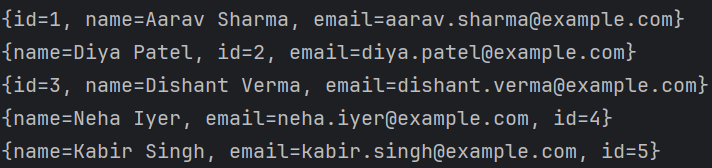 {id=1, name=Aarav Sharma, email=aarav.sharma@example.com}
{name=Diya Patel, id=2, email=diya.patel@example.com}
{id=3, name=Dishant Verma, email=dishant.verma@example.com}
{name=Neha Iyer, email=neha.iyer@example.com, id=4}
{name=Kabir Singh, email=kabir.singh@example.com, id=5}